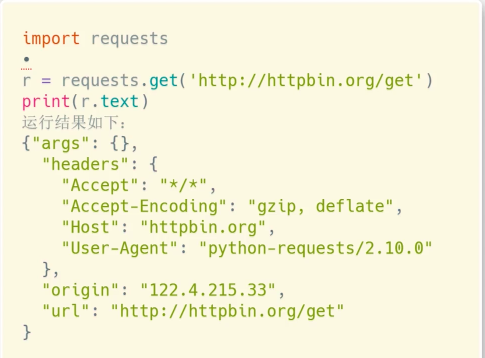 import requests
•
r = requests.get('http://httpbin.org/get')
print(r.text)
运行结果如下:
{"args": {},
  "headers": {
    "Accept": "*/*",
    "Accept-Encoding": "gzip, deflate",
    "Host": "httpbin.org",
    "User-Agent": "python-requests/2.10.0"
  },
  "origin": "122.4.215.33",
  "url": "http://httpbin.org/get"
}